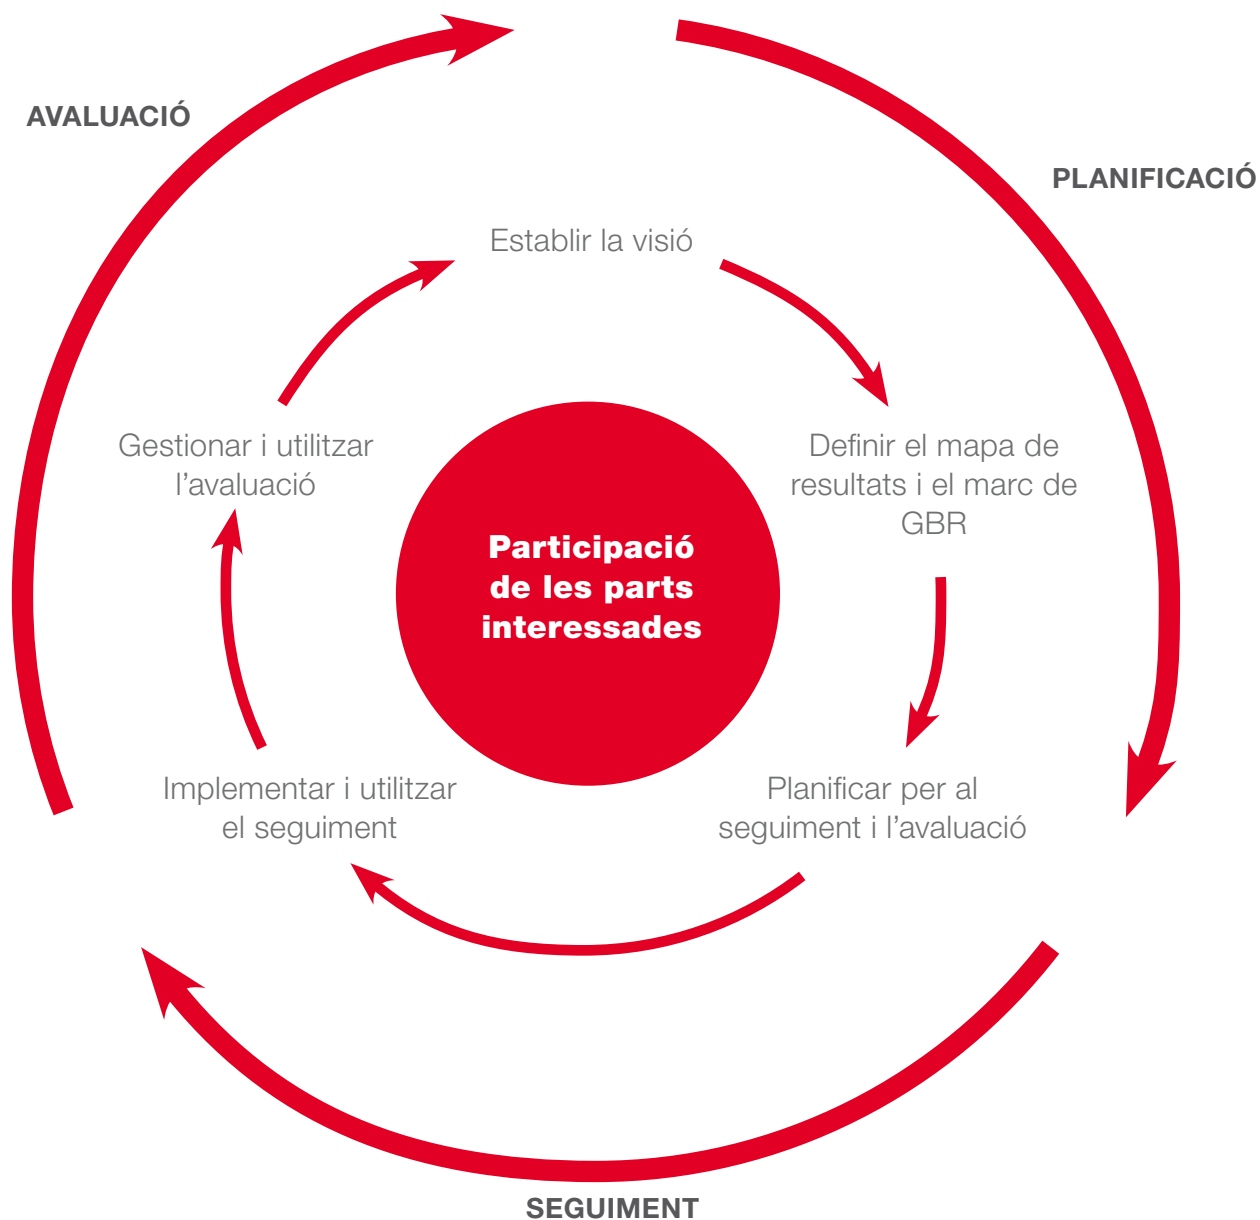 AVALUACIÓ
PLANIFICACIÓ
Establir la visió
Gestionar i utilitzar
l’avaluació
Definir el mapa de
resultats i el marc de
GBR
Participació
de les parts
interessades
Implementar i utilitzar
el seguiment
Planificar per al
seguiment i l’avaluació
SEGUIMENT